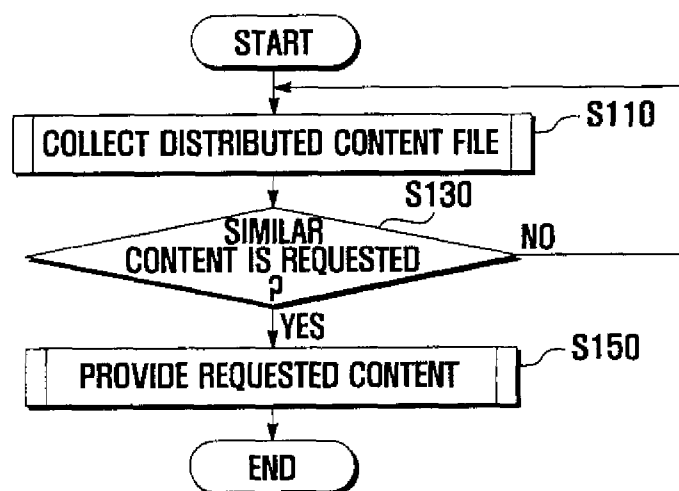 START
COLLECT DISTRIBUTED CONTENT FILE
S110
S130
SIMILAR
CONTENT IS REQUESTED
?
NO
YES
PROVIDE REQUESTED CONTENT
S150
END